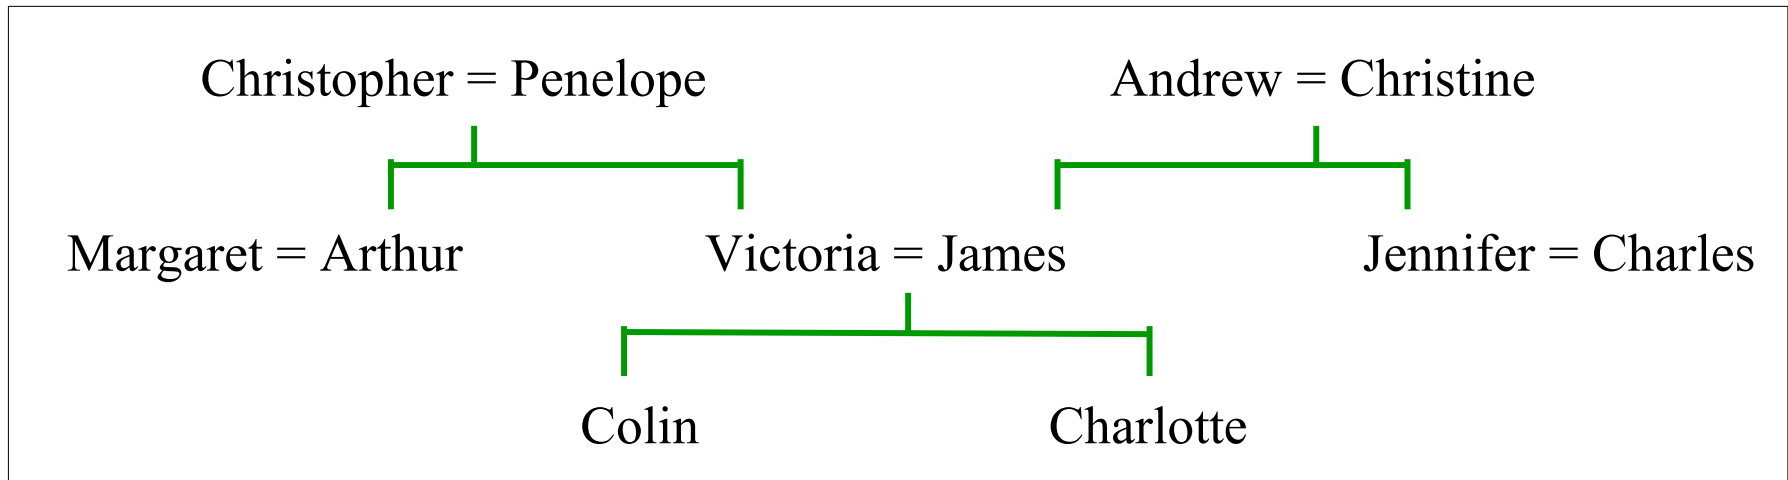 Christopher = Penelope Andrew = Christine
Margaret = Arthur Victoria = James Jennifer = Charles
Colin Charlotte